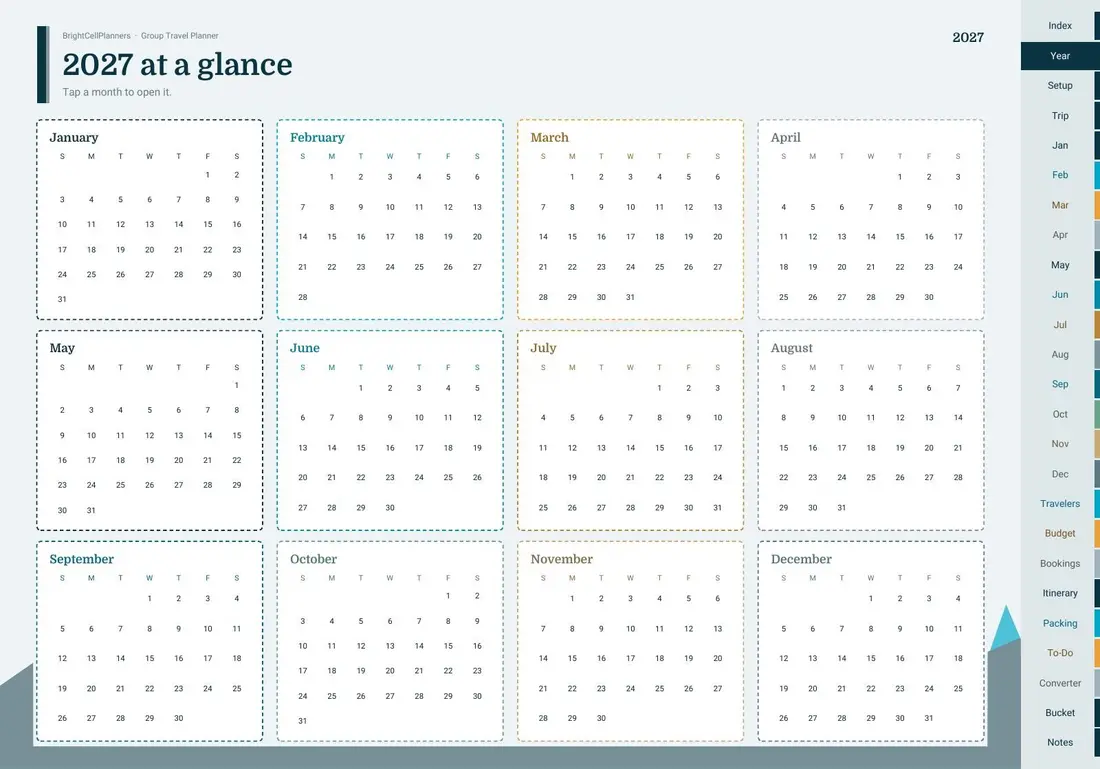 BrightCellPlanners · Group Travel Planner
2027 at a glance
Tap a month to open it.
2027
January
S M T W T F S
1 2
3 4 5 6 7 8 9
10 11 12 13 14 15 16
17 18 19 20 21 22 23
24 25 26 27 28 29 30
31
February
S M T W T F S
1 2 3 4 5 6
7 8 9 10 11 12 13
14 15 16 17 18 19 20
21 22 23 24 25 26 27
28
March
S M T W T F S
1 2 3 4 5 6
7 8 9 10 11 12 13
14 15 16 17 18 19 20
21 22 23 24 25 26 27
28 29 30 31
April
S M T W T F S
1 2 3
4 5 6 7 8 9 10
11 12 13 14 15 16 17
18 19 20 21 22 23 24
25 26 27 28 29 30
May
S M T W T F S
1
2 3 4 5 6 7 8
9 10 11 12 13 14 15
16 17 18 19 20 21 22
23 24 25 26 27 28 29
30 31
June
S M T W T F S
1 2 3 4 5
6 7 8 9 10 11 12
13 14 15 16 17 18 19
20 21 22 23 24 25 26
27 28 29 30
July
S M T W T F S
1 2 3
4 5 6 7 8 9 10
11 12 13 14 15 16 17
18 19 20 21 22 23 24
25 26 27 28 29 30 31
August
S M T W T F S
1 2 3 4 5 6 7
8 9 10 11 12 13 14
15 16 17 18 19 20 21
22 23 24 25 26 27 28
29 30 31
September
S M T W T F S
1 2 3 4
5 6 7 8 9 10 11
12 13 14 15 16 17 18
19 20 21 22 23 24 25
26 27 28 29 30
October
S M T W T F S
1 2
3 4 5 6 7 8 9
10 11 12 13 14 15 16
17 18 19 20 21 22 23
24 25 26 27 28 29 30
31
November
S M T W T F S
1 2 3 4 5 6
7 8 9 10 11 12 13
14 15 16 17 18 19 20
21 22 23 24 25 26 27
28 29 30
December
S M T W T F S
1 2 3 4
5 6 7 8 9 10 11
12 13 14 15 16 17 18
19 20 21 22 23 24 25
26 27 28 29 30 31
Index
Year
Setup
Trip
Jan
Feb
Mar
Apr
May
Jun
Jul
Aug
Sep
Oct
Nov
Dec
Travelers
Budget
Bookings
Itinerary
Packing
To-Do
Converter
Bucket
Notes